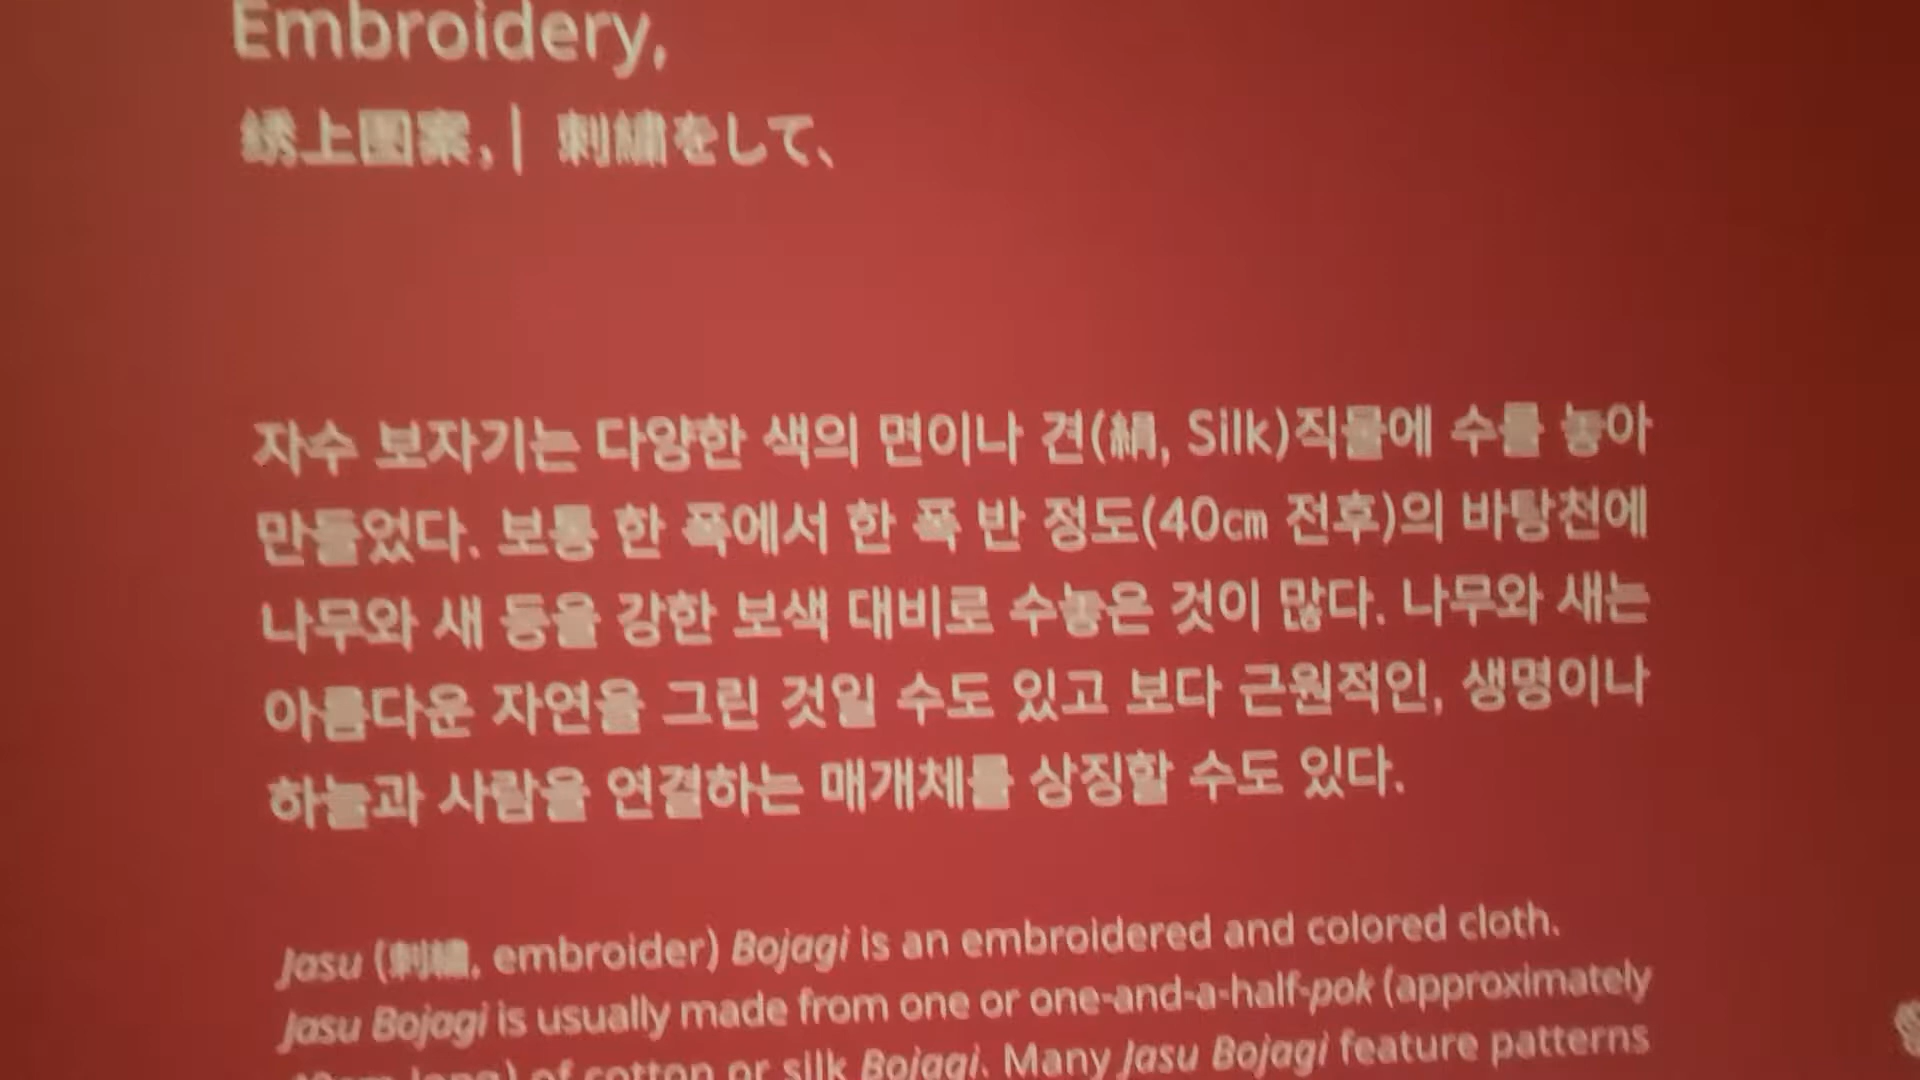 Embroidery,
绣上图案, | 刺繍をして、
자수 보자기는 다양한 색의 면이나 견(絹, Silk)직물에 수를 놓아
만들었다. 보통 한 폭에서 한 폭 반 정도(40㎝ 전후)의 바탕천에
나무와 새 등을 강한 보색 대비로 수놓은 것이 많다. 나무와 새는
아름다운 자연을 그린 것일 수도 있고 보다 근원적인, 생명이나
하늘과 사람을 연결하는 매개체를 상징할 수도 있다.
Jasu (刺繡, embroider) Bojagi is an embroidered and colored cloth.
Jasu Bojagi is usually made from one or one-and-a-half-pok (approximately
long) of cotton or silk Bojagi. Many Jasu Bojagi feature patterns